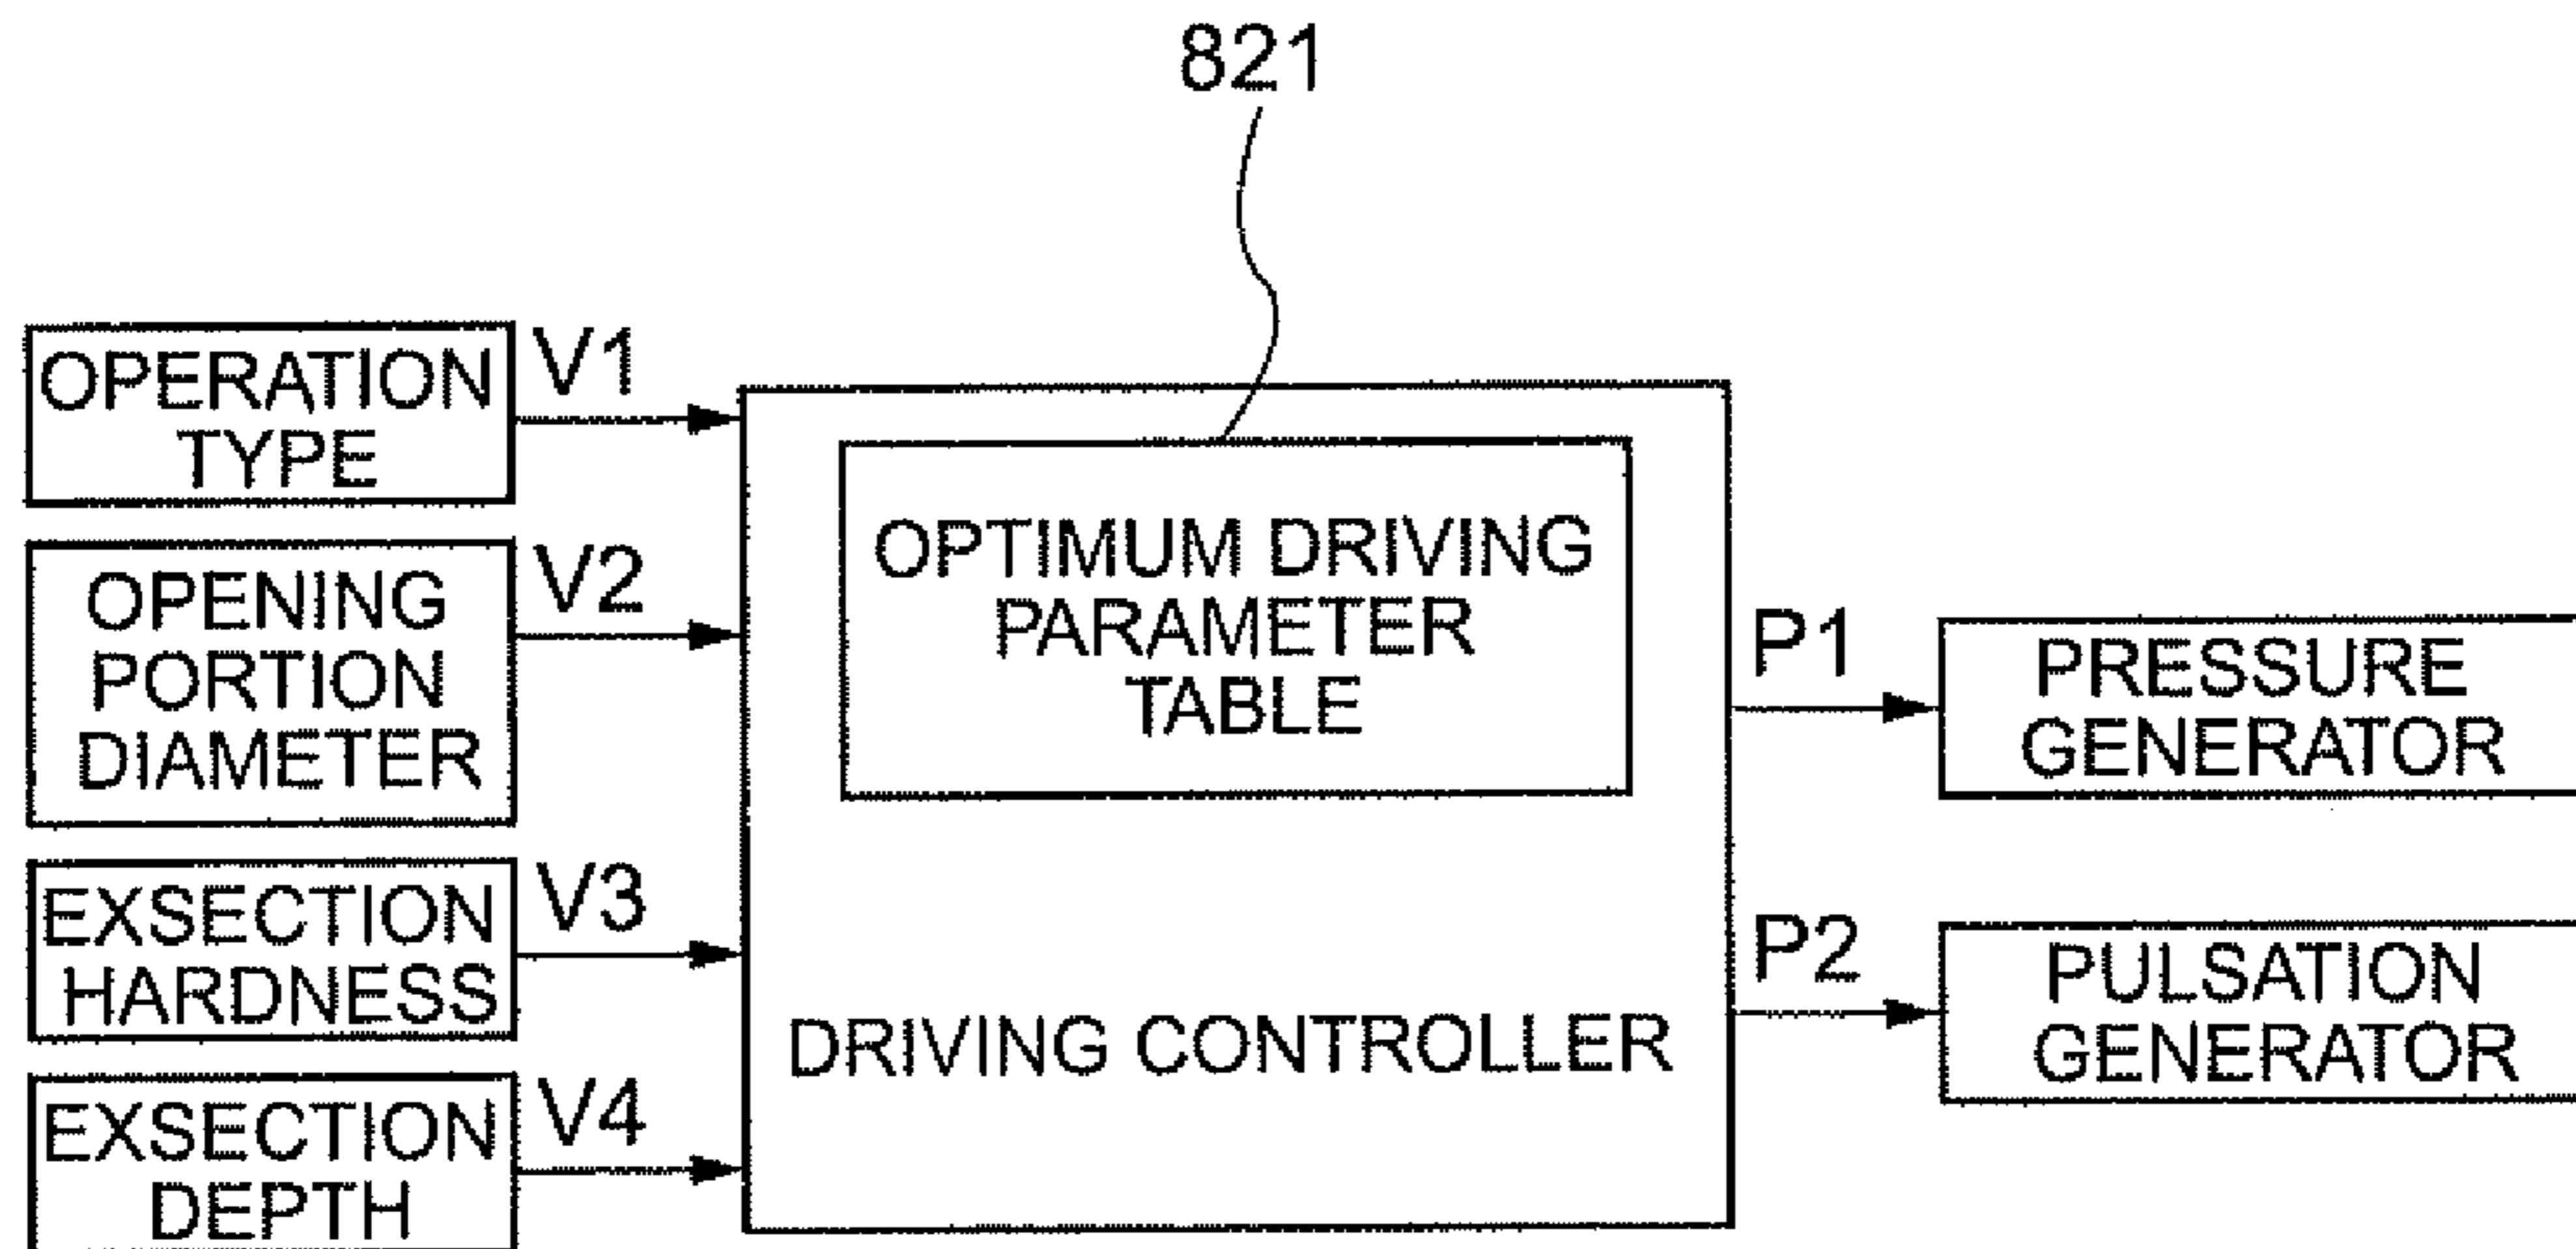 821
OPERATION
TYPE
V1
OPENING
PORTION
DIAMETER
V2
EXSECTION
HARDNESS
V3
EXSECTION
DEPTH
V4
OPTIMUM DRIVING
PARAMETER
TABLE
DRIVING CONTROLLER
P1
PRESSURE
GENERATOR
P2
PULSATION
GENERATOR